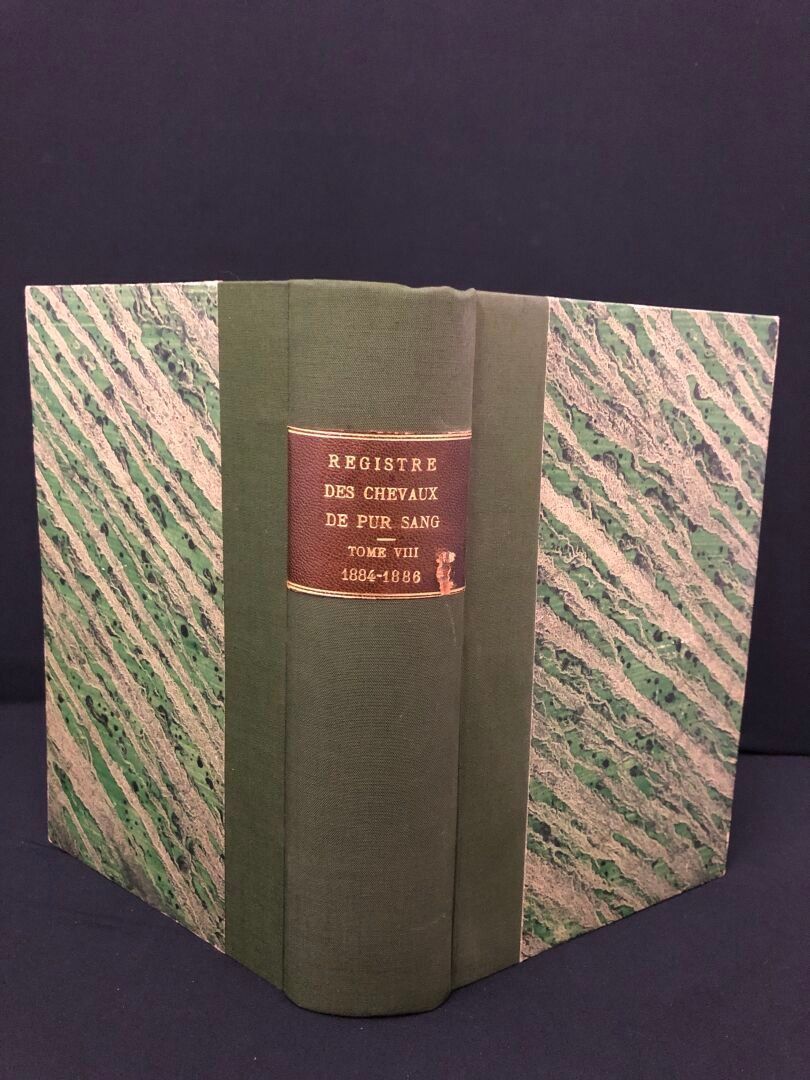 REGISTRE
DES CHEVAUX
DE PUR SANG
TOME VIII
1884-1886